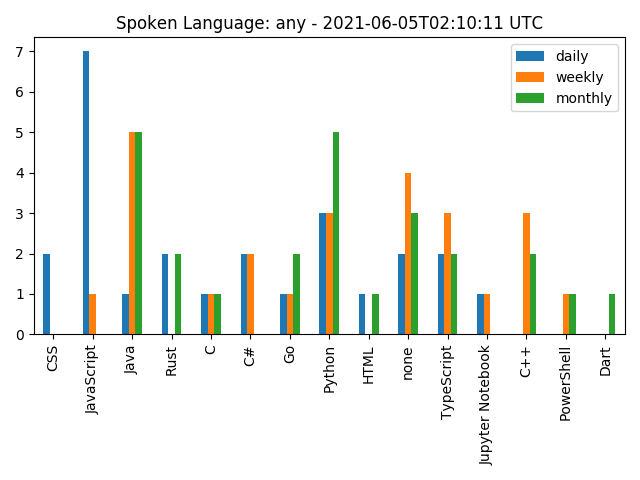 Spoken Language: any - 2021-06-05T02:10:11 UTC
daily
weekly
monthly
7
6
5
4
3
2
1
0
CSS
JavaScript
Java
Rust
C
C#
Go
Python
HTML
none
TypeScript
Jupyter Notebook
C++
PowerShell
Dart